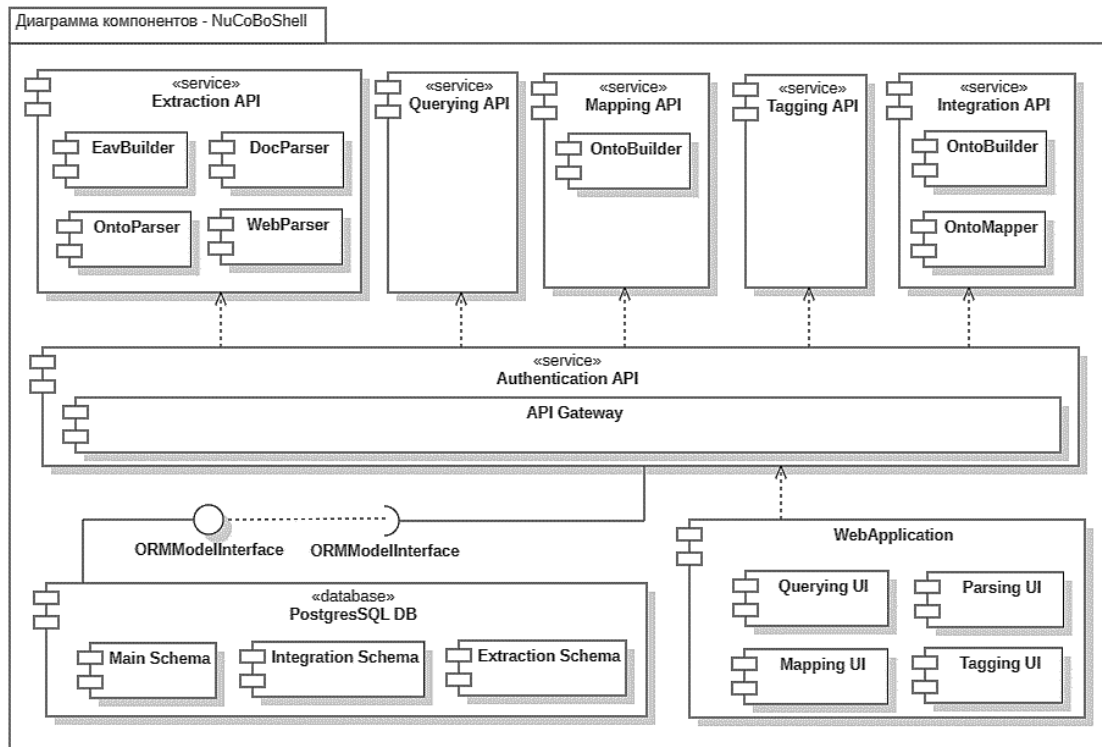 Диаграмма компонентов - NuCoBoShell
«service»
Extraction API
EavBuilder
DocParser
OntoParser
WebParser
«service»
Querying API
«service»
Mapping API
OntoBuilder
«service»
Tagging API
«service»
Integration API
OntoBuilder
OntoMapper
«service»
Authentication API
API Gateway
ORMModelInterface
ORMModelInterface
«database»
PostgresSQL DB
Main Schema
Integration Schema
Extraction Schema
WebApplication
Querying UI
Parsing UI
Mapping UI
Tagging UI